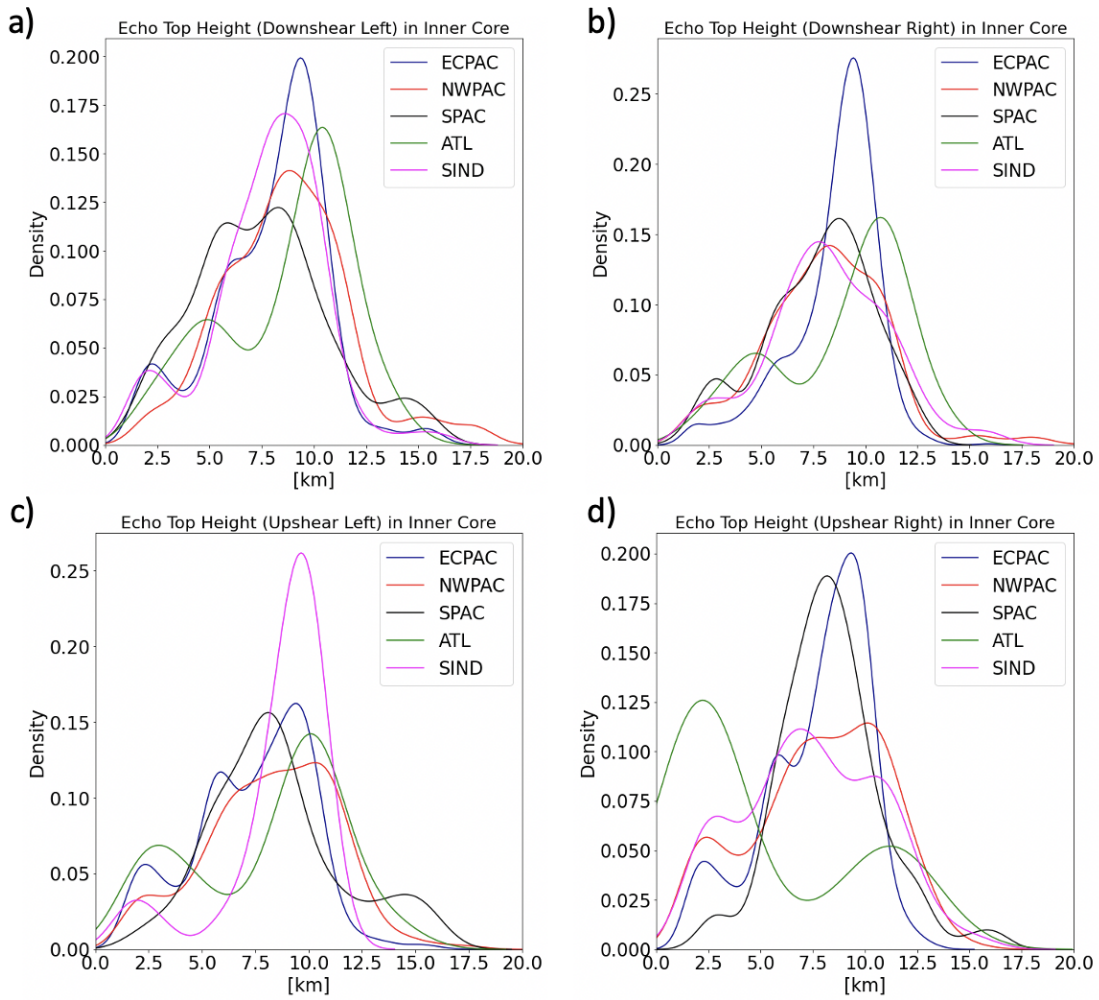 a)
Echo Top Height (Downshear Left) in Inner Core
ECPAC
NWPAC
SPAC
ATL
SIND
Density
0.200
0.175
0.150
0.125
0.100
0.075
0.050
0.025
0.000
0.0 2.5 5.0 7.5 10.0 12.5 15.0 17.5 20.0
[km]
b)
Echo Top Height (Downshear Right) in Inner Core
ECPAC
NWPAC
SPAC
ATL
SIND
Density
0.25
0.20
0.15
0.10
0.05
0.00
0.0 2.5 5.0 7.5 10.0 12.5 15.0 17.5 20.0
[km]
c)
Echo Top Height (Upshear Left) in Inner Core
ECPAC
NWPAC
SPAC
ATL
SIND
Density
0.25
0.20
0.15
0.10
0.05
0.00
0.0 2.5 5.0 7.5 10.0 12.5 15.0 17.5 20.0
[km]
d)
Echo Top Height (Upshear Right) in Inner Core
ECPAC
NWPAC
SPAC
ATL
SIND
Density
0.200
0.175
0.150
0.125
0.100
0.075
0.050
0.025
0.000
0.0 2.5 5.0 7.5 10.0 12.5 15.0 17.5 20.0
[km]